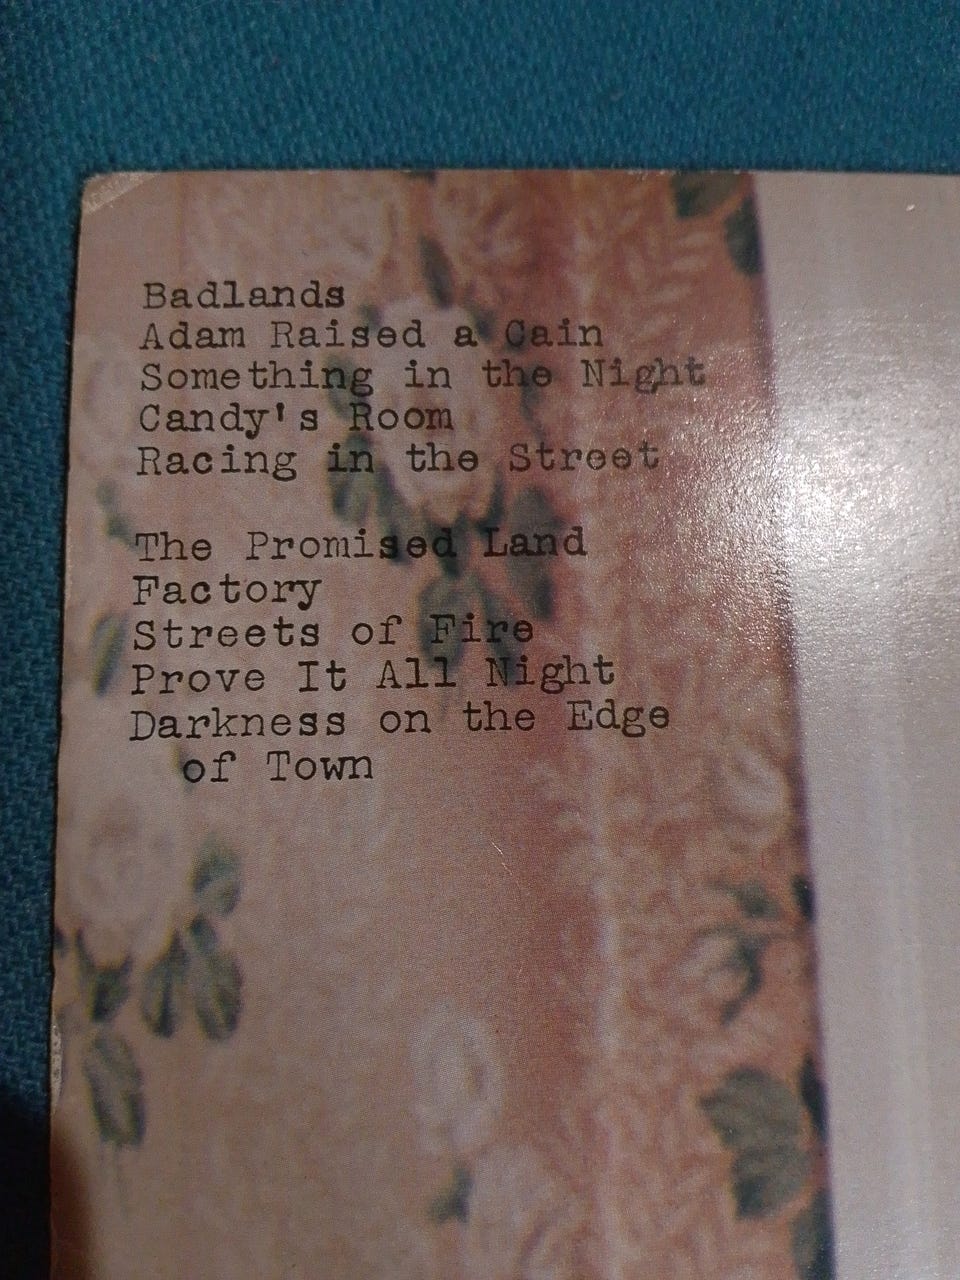 Badlands
Adam Raised a Cain
Something in the Night
Candy's Room
Racing in the Street
The Promised Land
Factory
Streets of Fire
Prove It All Night
Darkness on the Edge
of Town